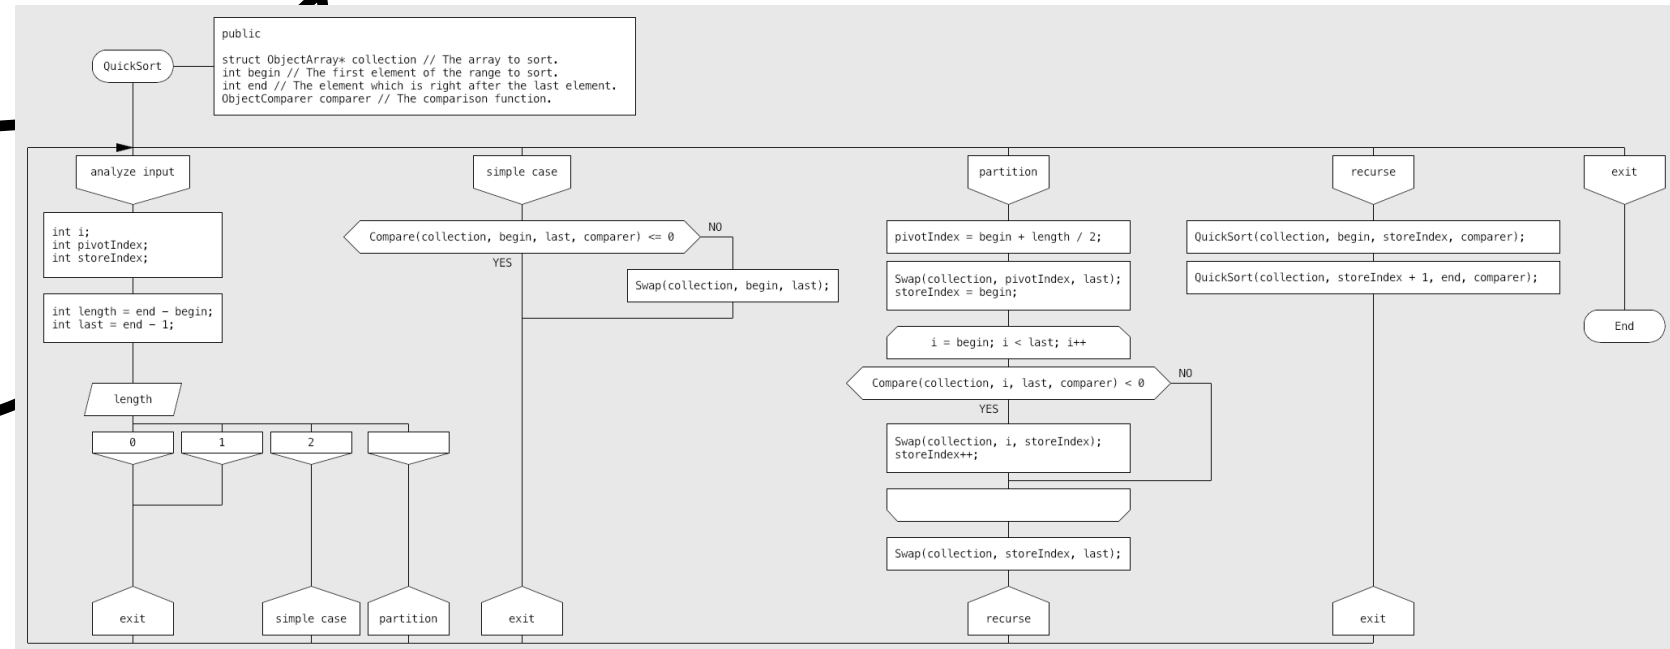 QuickSort
public
struct ObjectArray* collection // The array to sort.
int begin // The first element of the range to sort.
int end // The element which is right after the last element.
ObjectComparer comparer // The comparison function.
analyze input
int i;
int pivotIndex;
int storeIndex;
int length = end – begin;
int last = end – 1;
length
0
1
2
exit
simple case
partition
simple case
Compare(collection, begin, last, comparer) <= 0
NO
YES
Swap(collection, begin, last);
exit
partition
pivotIndex = begin + length / 2;
Swap(collection, pivotIndex, last);
storeIndex = begin;
i = begin; i < last; i++
Compare(collection, i, last, comparer) < 0
NO
YES
Swap(collection, i, storeIndex);
storeIndex++;
Swap(collection, storeIndex, last);
recurse
recurse
QuickSort(collection, begin, storeIndex, comparer);
QuickSort(collection, storeIndex + 1, end, comparer);
exit
exit
End